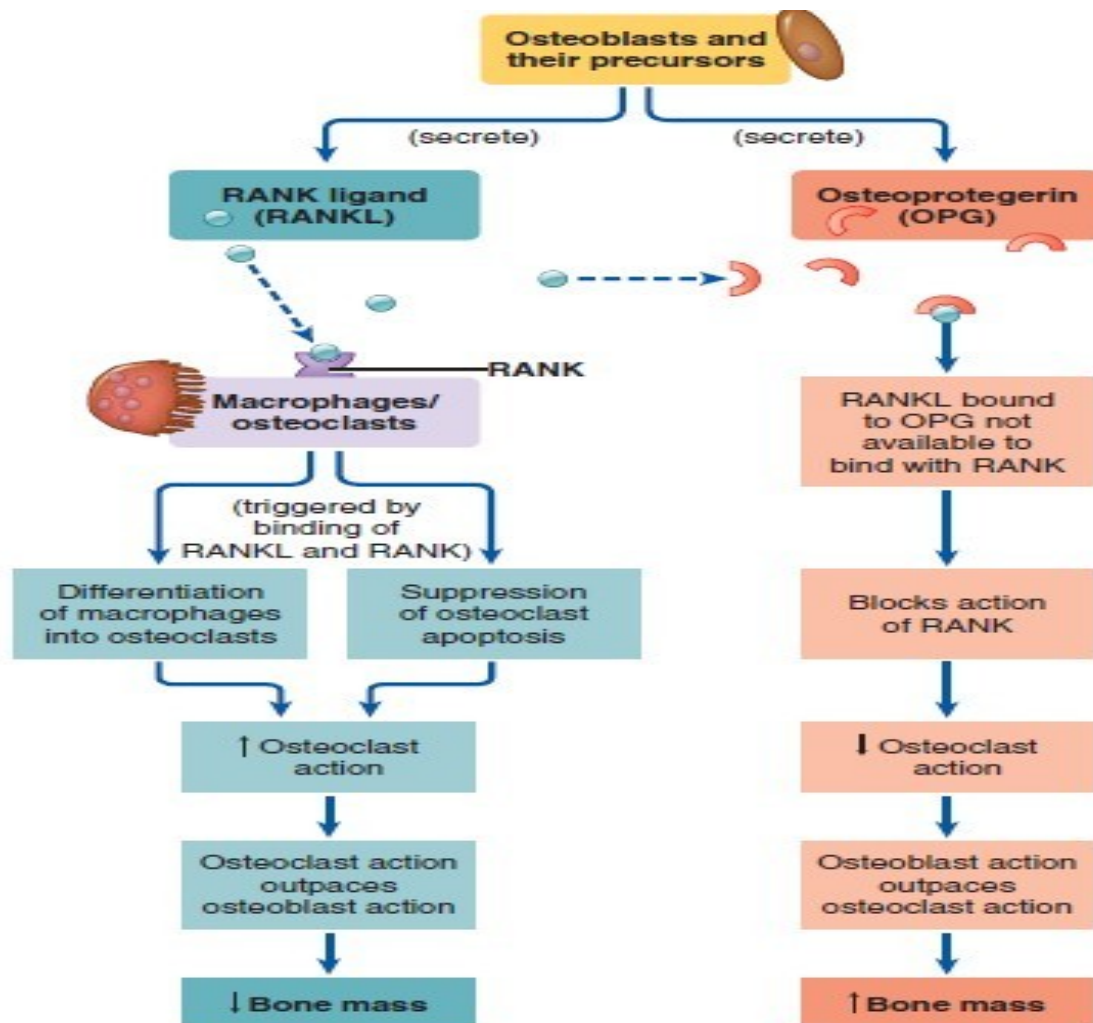 Osteoblasts and
their precursors
(secrete)
(secrete)
RANK ligand
(RANKL)
Osteoprotegerin
(OPG)
RANK
Macrophages/
osteoclasts
(triggered by
binding of
RANKL and RANK)
Differentiation
of macrophages
into osteoclasts
Suppression
of osteoclast
apoptosis
↑ Osteoclast
action
Osteoclast action
outpaces
osteoblast action
↓ Bone mass
RANKL bound
to OPG not
available to
bind with RANK
Blocks action
of RANK
↓ Osteoclast
action
Osteoblast action
outpaces
osteoclast action
↑ Bone mass